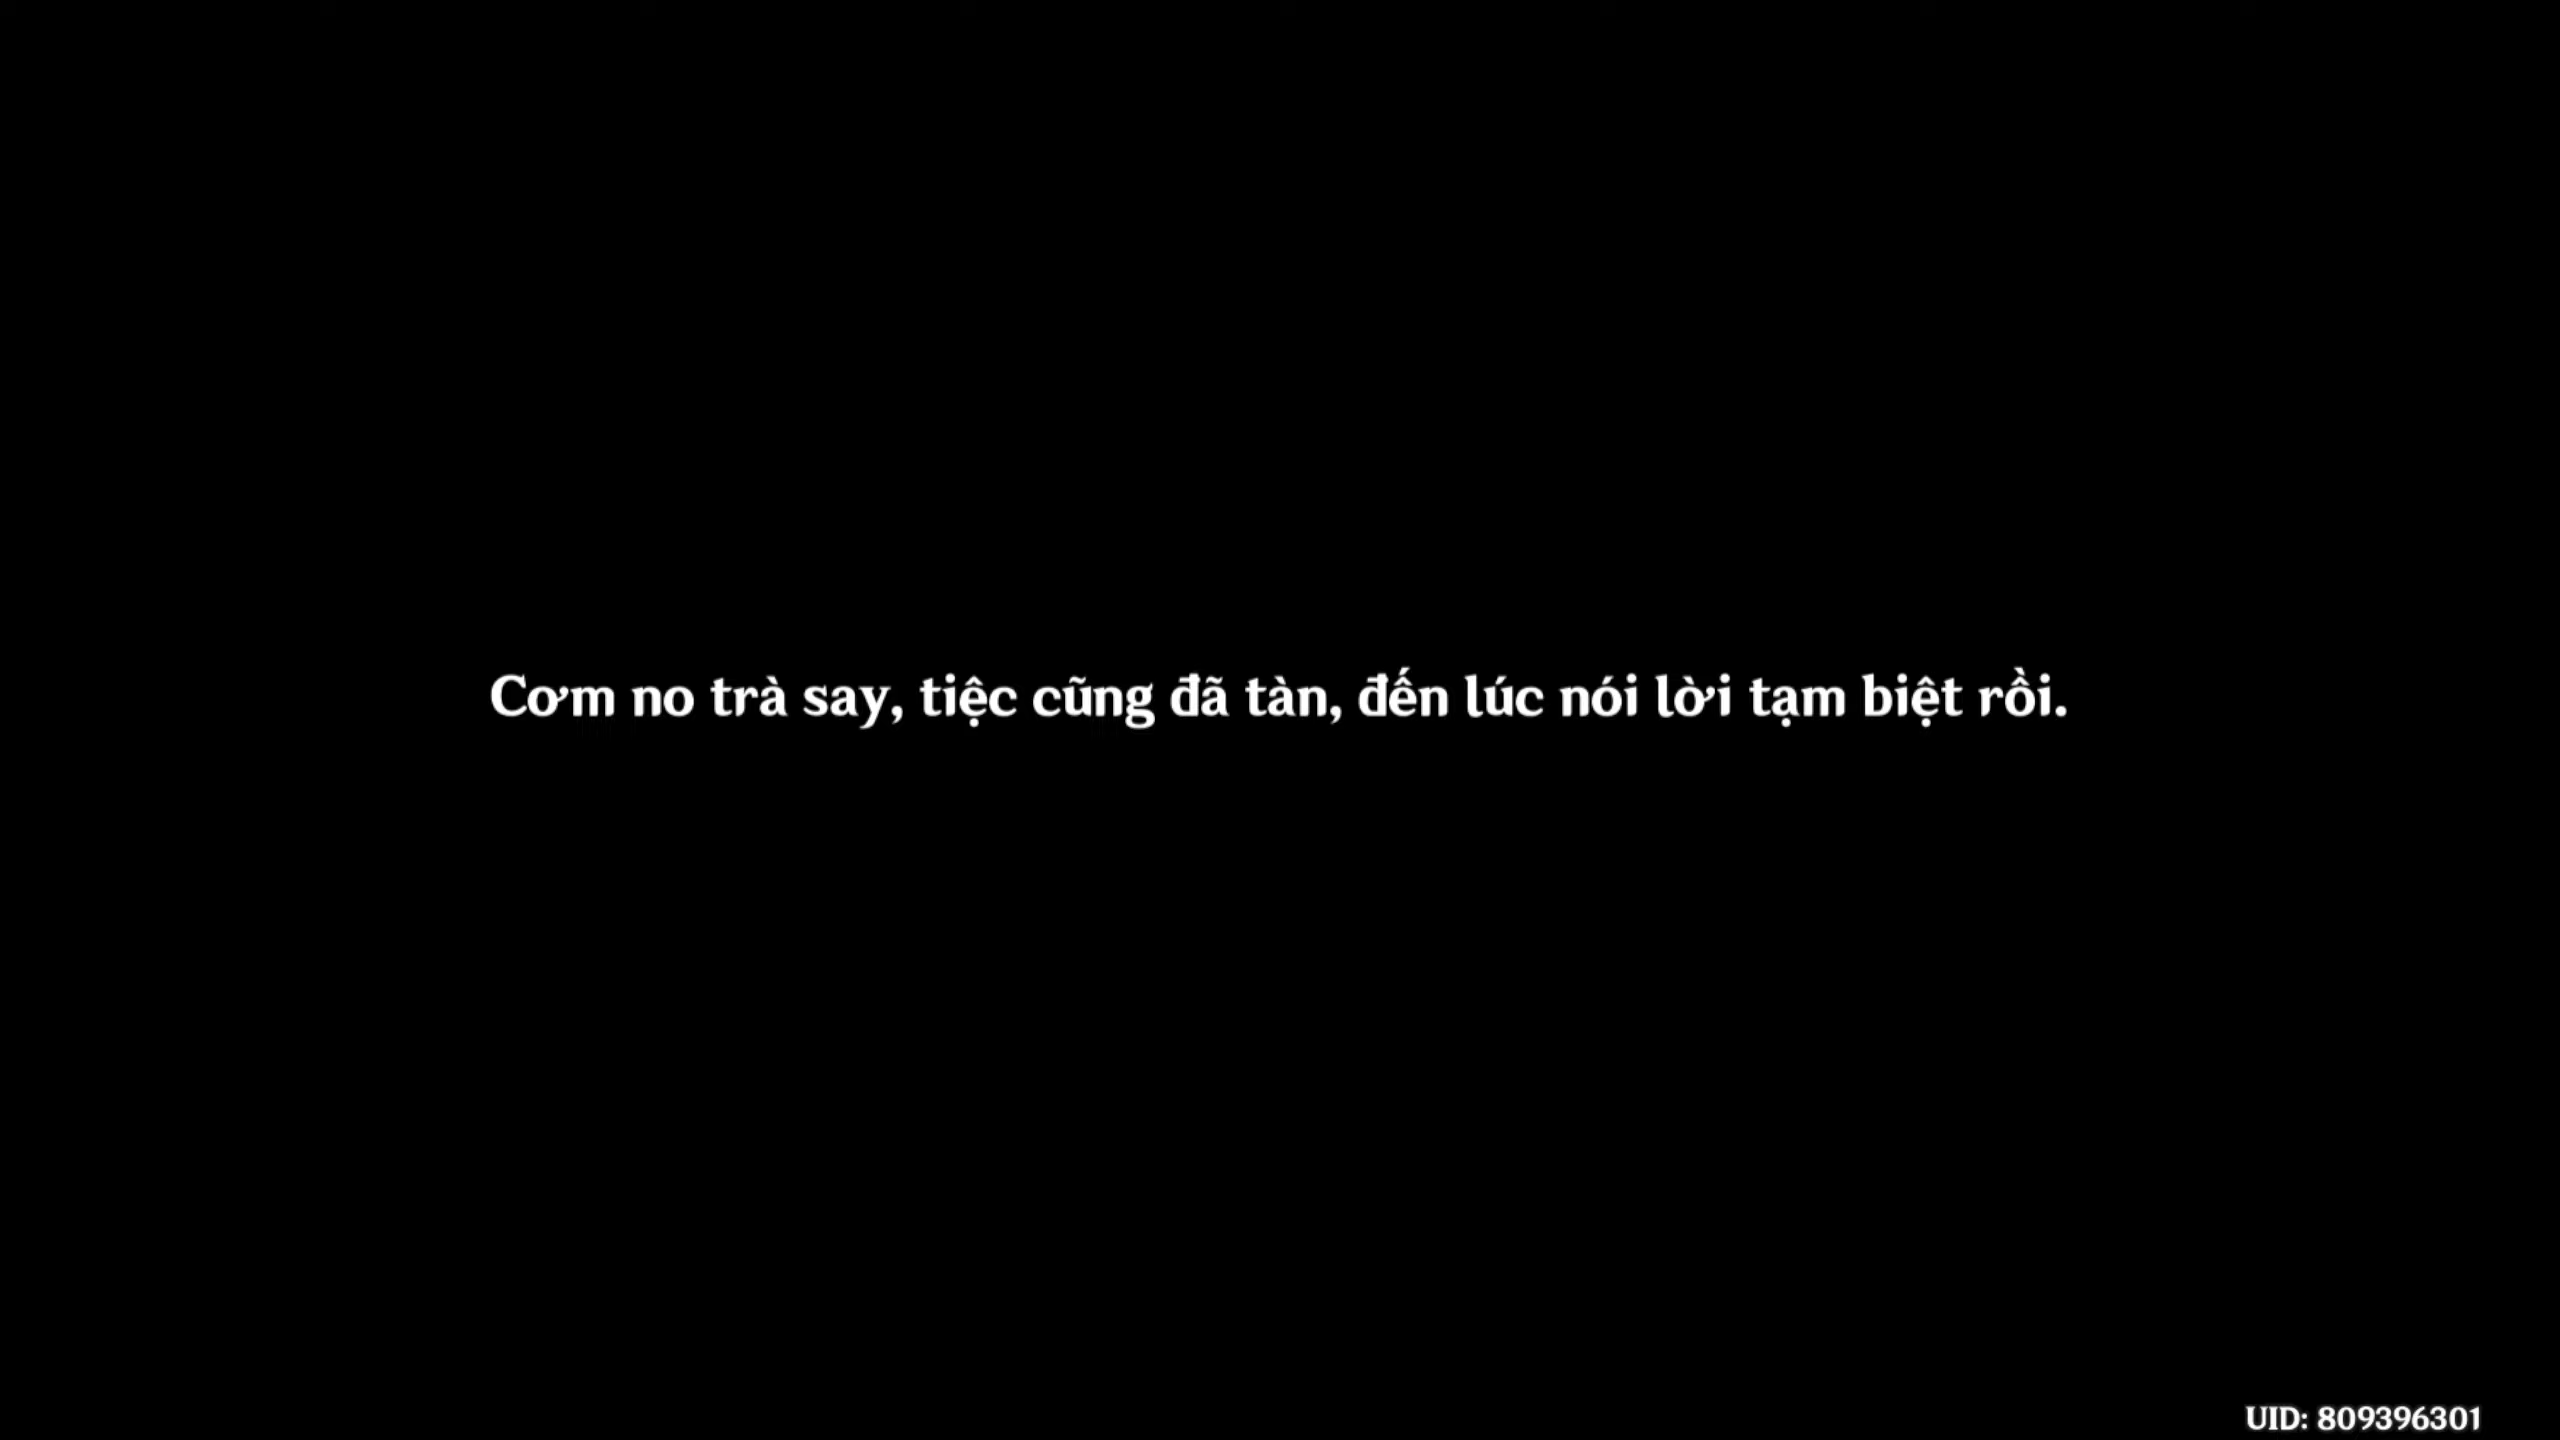 Cơm no trà say, tiệc cũng đã tàn, đến lúc nói lời tạm biệt rồi.
UID: 809396301